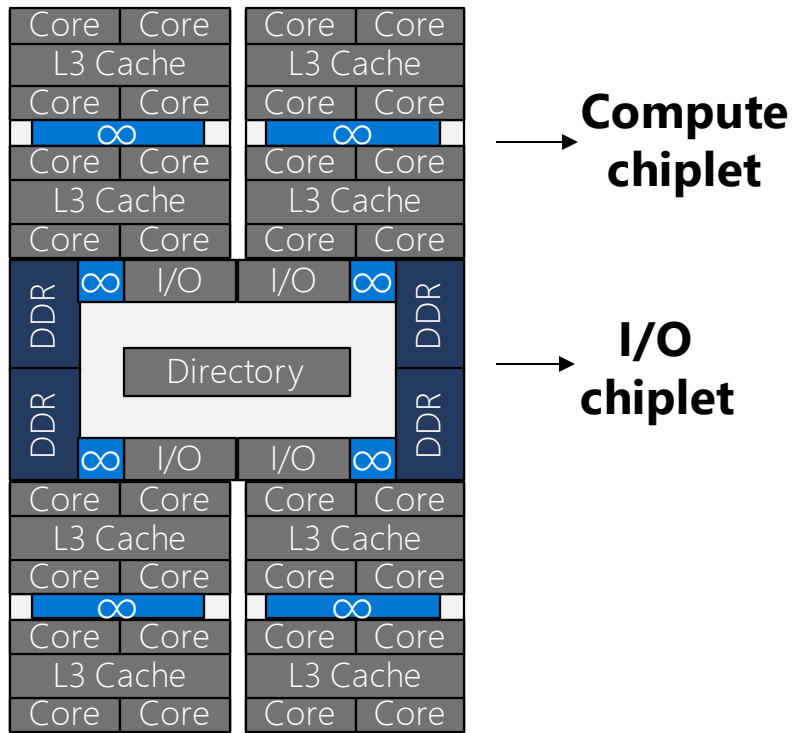 Core Core Core Core
L3 Cache L3 Cache
Core Core Core Core
∞ ∞
Core Core Core Core
L3 Cache L3 Cache
Core Core Core Core
Compute
chiplet
DDR ∞ I/O I/O ∞ DDR
Directory
DDR ∞ I/O I/O ∞ DDR
I/O
chiplet
Core Core Core Core
L3 Cache L3 Cache
Core Core Core Core
∞ ∞
Core Core Core Core
L3 Cache L3 Cache
Core Core Core Core